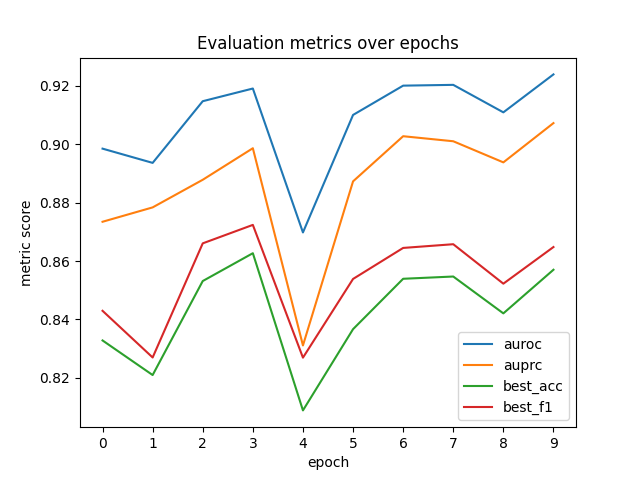 Evaluation metrics over epochs
metric score
0.92
0.90
0.88
0.86
0.84
0.82
auroc
auprc
best_acc
best_f1
0 1 2 3 4 5 6 7 8 9
epoch